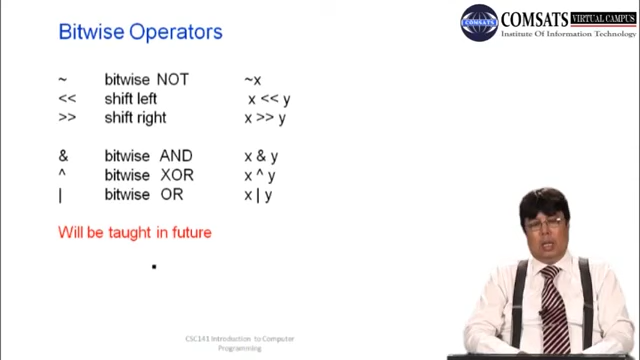 Bitwise Operators
COMSATS VIRTUAL CAMPUS
Institute Of Information Technology
~ bitwise NOT ~x
<< shift left x << y
>> shift right x >> y
& bitwise AND x & y
^ bitwise XOR x ^ y
| bitwise OR x | y
Will be taught in future
CSC141 Introduction to Computer
Programming